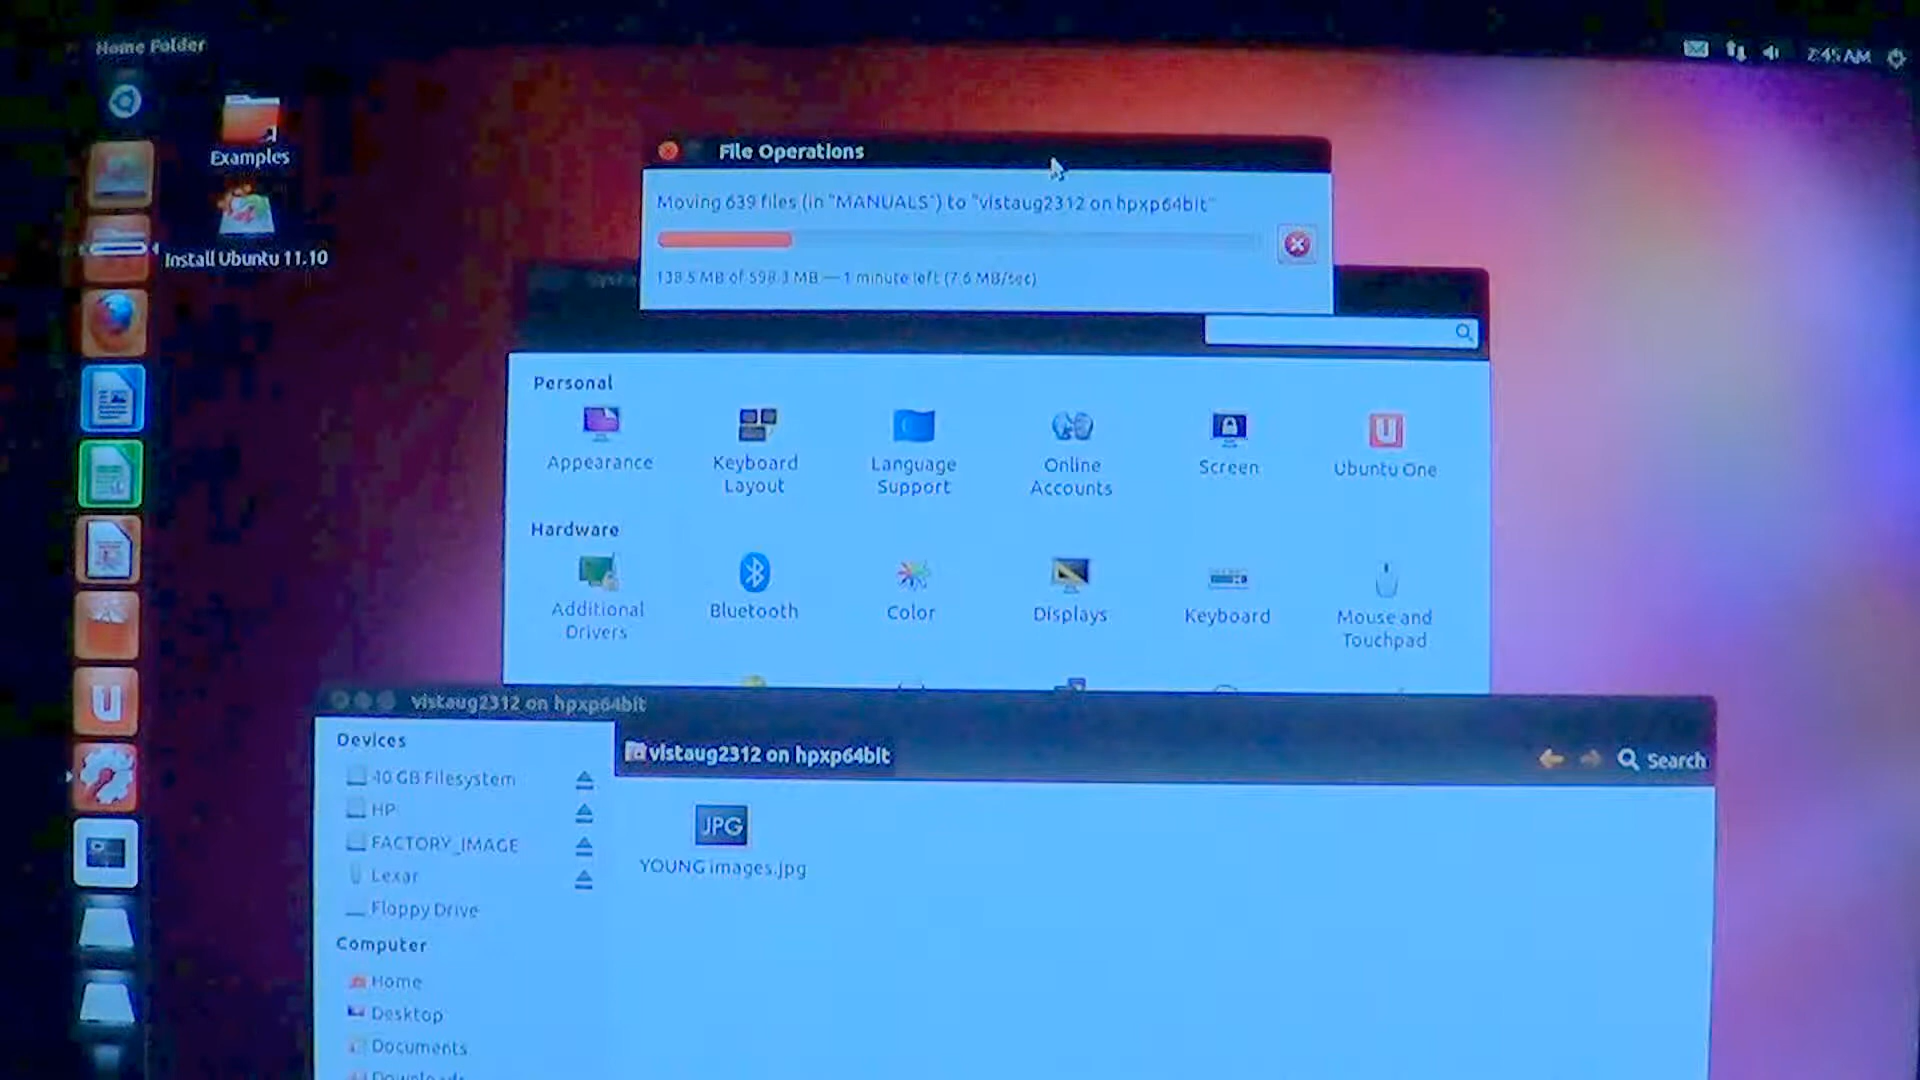 Home Folder
2:45 AM
Examples
Install Ubuntu 11.10
File Operations
Moving 639 files (in "MANUALS") to "vistaug2312 on hpxp64bit"
138.5 MB of 598.3 MB — 1 minute left (7.6 MB/sec)
Personal
Appearance
Keyboard Layout
Language Support
Online Accounts
Screen
Ubuntu One
Hardware
Additional Drivers
Bluetooth
Color
Displays
Keyboard
Mouse and Touchpad
vistaug2312 on hpxp64bit
Devices
vistaug2312 on hpxp64bit
Search
40 GB Filesystem
HP
FACTORY_IMAGE
Lexar
Floppy Drive
JPG
YOUNG images.jpg
Computer
Home
Desktop
Documents
Downloads